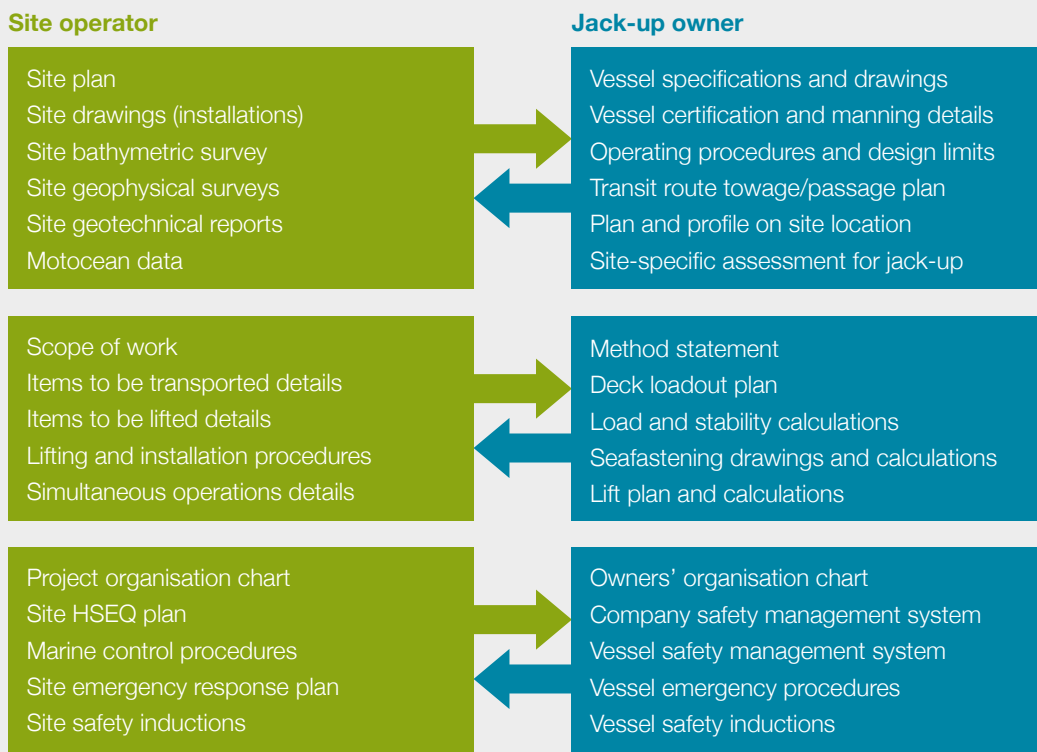 Site operator
Site plan
Site drawings (installations)
Site bathymetric survey
Site geophysical surveys
Site geotechnical reports
Motocean data
Jack-up owner
Vessel specifications and drawings
Vessel certification and manning details
Operating procedures and design limits
Transit route towage/passage plan
Plan and profile on site location
Site-specific assessment for jack-up
Scope of work
Items to be transported details
Items to be lifted details
Lifting and installation procedures
Simultaneous operations details
Method statement
Deck loadout plan
Load and stability calculations
Seafastening drawings and calculations
Lift plan and calculations
Project organisation chart
Site HSEQ plan
Marine control procedures
Site emergency response plan
Site safety inductions
Owners’ organisation chart
Company safety management system
Vessel safety management system
Vessel emergency procedures
Vessel safety inductions